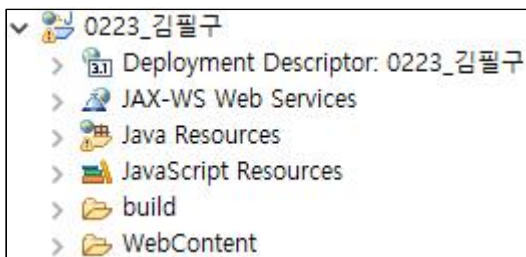 0223_김필구
Deployment Descriptor: 0223_김필구
JAX-WS Web Services
Java Resources
JavaScript Resources
build
WebContent